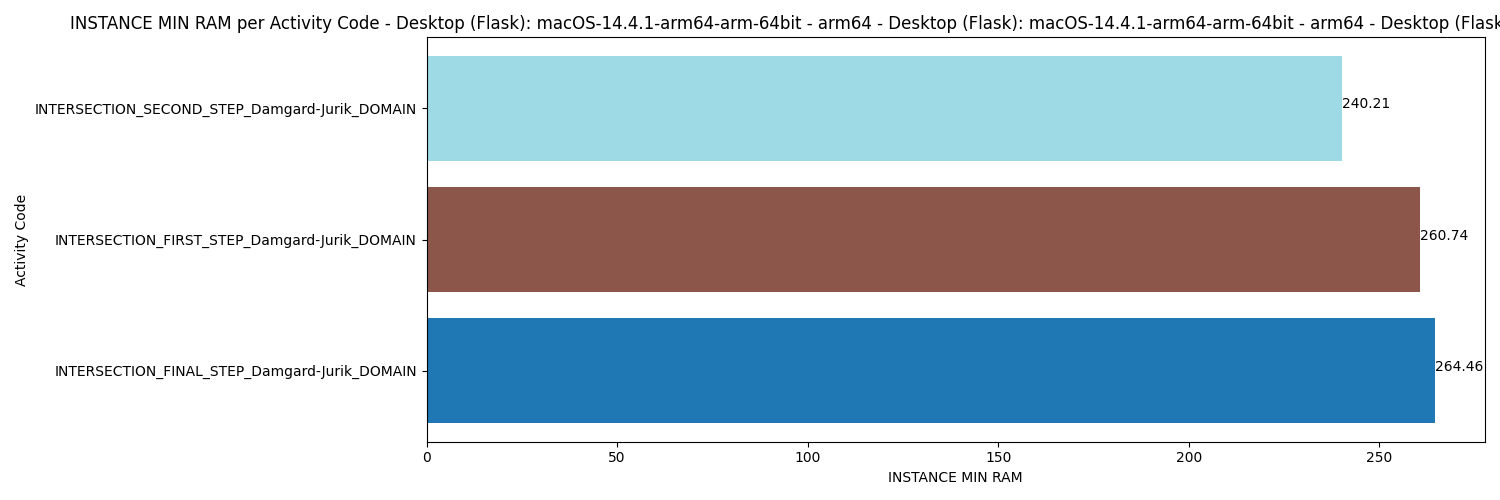 INSTANCE MIN RAM per Activity Code - Desktop (Flask): macOS-14.4.1-arm64-arm-64bit - arm64 - Desktop (Flask): macOS-14.4.1-arm64-arm-64bit - arm64 - Desktop (Flask
INTERSECTION_SECOND_STEP_Damgard-Jurik_DOMAIN
240.21
INTERSECTION_FIRST_STEP_Damgard-Jurik_DOMAIN
260.74
INTERSECTION_FINAL_STEP_Damgard-Jurik_DOMAIN
264.46
Activity Code
0 50 100 150 200 250
INSTANCE MIN RAM